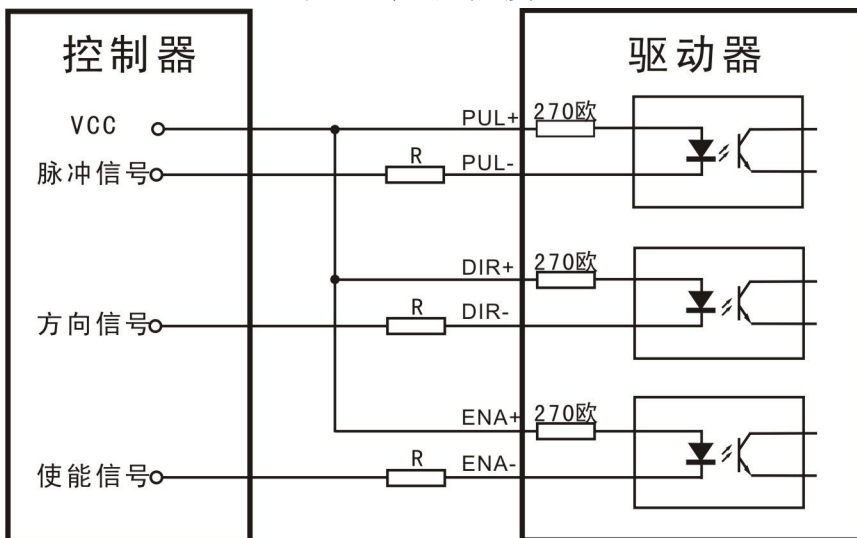 控制器
驱动器
VCC
PUL+
270欧
脉冲信号
R
PUL-
DIR+
270欧
方向信号
R
DIR-
ENA+
270欧
使能信号
R
ENA-